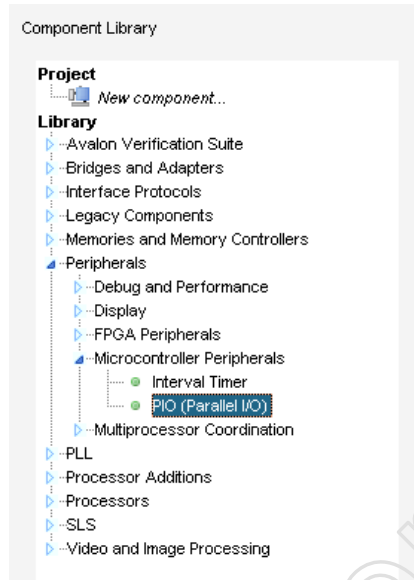 Component Library
Project
New component...
Library
Avalon Verification Suite
Bridges and Adapters
Interface Protocols
Legacy Components
Memories and Memory Controllers
Peripherals
Debug and Performance
Display
FPGA Peripherals
Microcontroller Peripherals
Interval Timer
PIO (Parallel I/O)
Multiprocessor Coordination
PLL
Processor Additions
Processors
SLS
Video and Image Processing